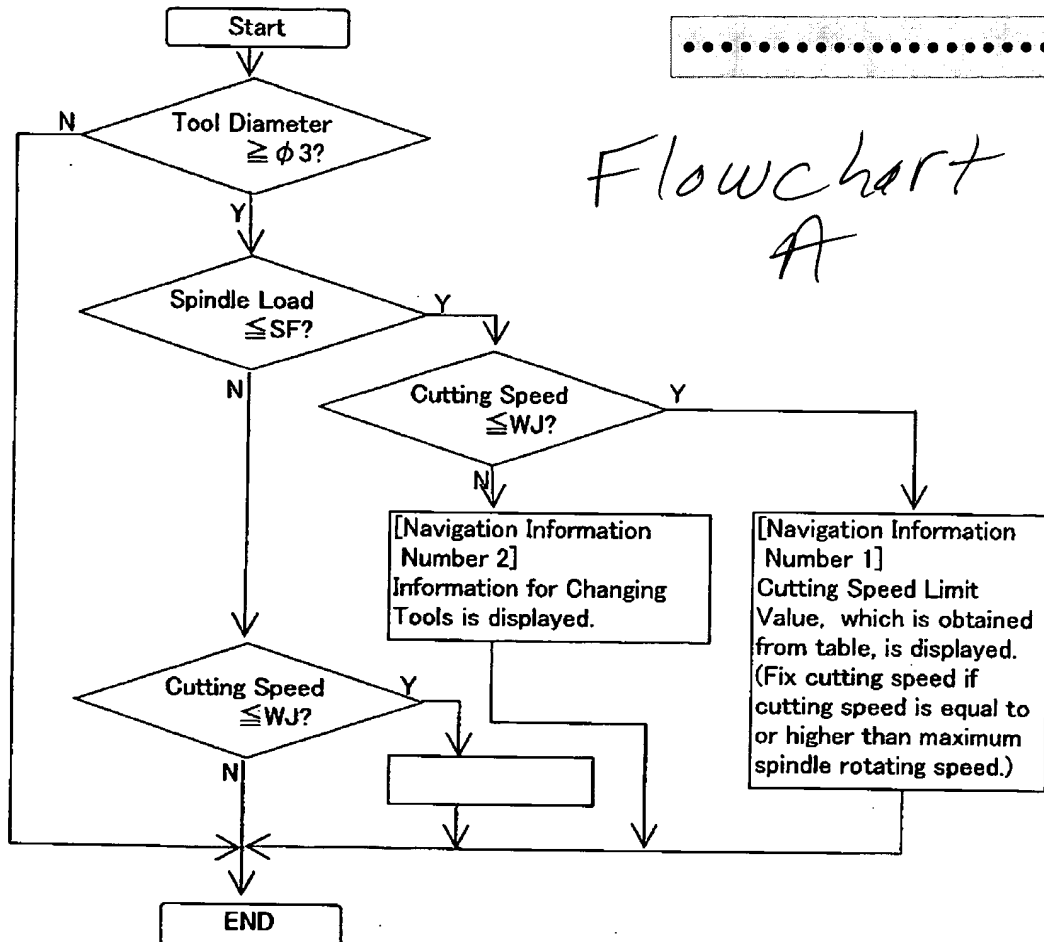 Start
N
Tool Diameter
≧ φ3?
Flowchart
A
Y
Spindle Load
≦SF?
Y
N
Cutting Speed
≦WJ?
Y
N
[Navigation Information
Number 2]
Information for Changing
Tools is displayed.
[Navigation Information
Number 1]
Cutting Speed Limit
Value, which is obtained
from table, is displayed.
(Fix cutting speed if
cutting speed is equal to
or higher than maximum
spindle rotating speed.)
Cutting Speed
≦WJ?
Y
N
END